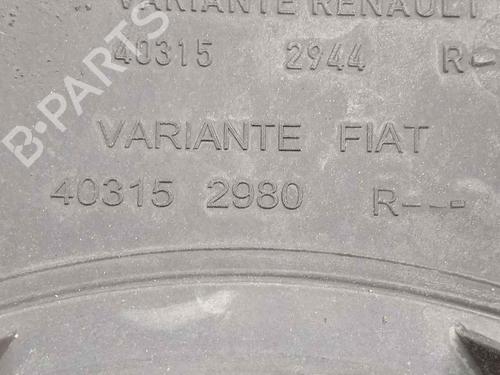 VARIANTE RENAULT
40315 2944 R-
VARIANTE FIAT
40315 2980 R---
B-PARTS